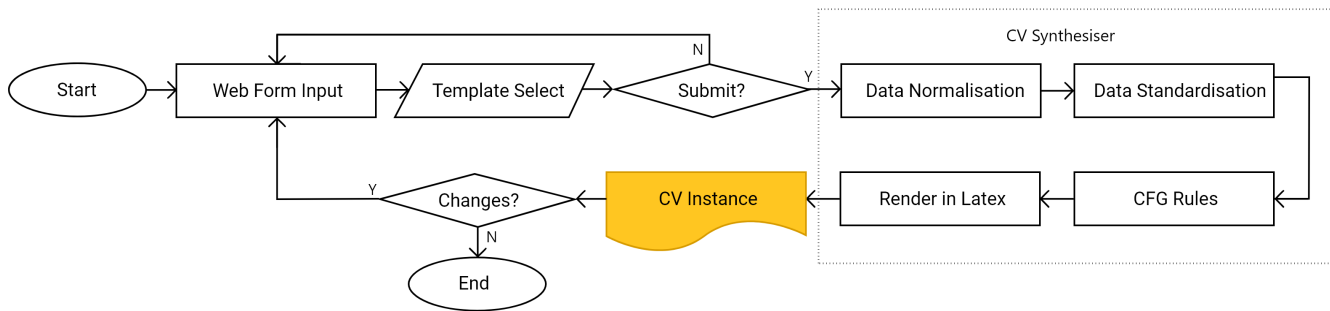 CV Synthesiser
N
Start
Web Form Input
Template Select
Submit?
Y
Data Normalisation
Data Standardisation
Y
Changes?
CV Instance
Render in Latex
CFG Rules
N
End